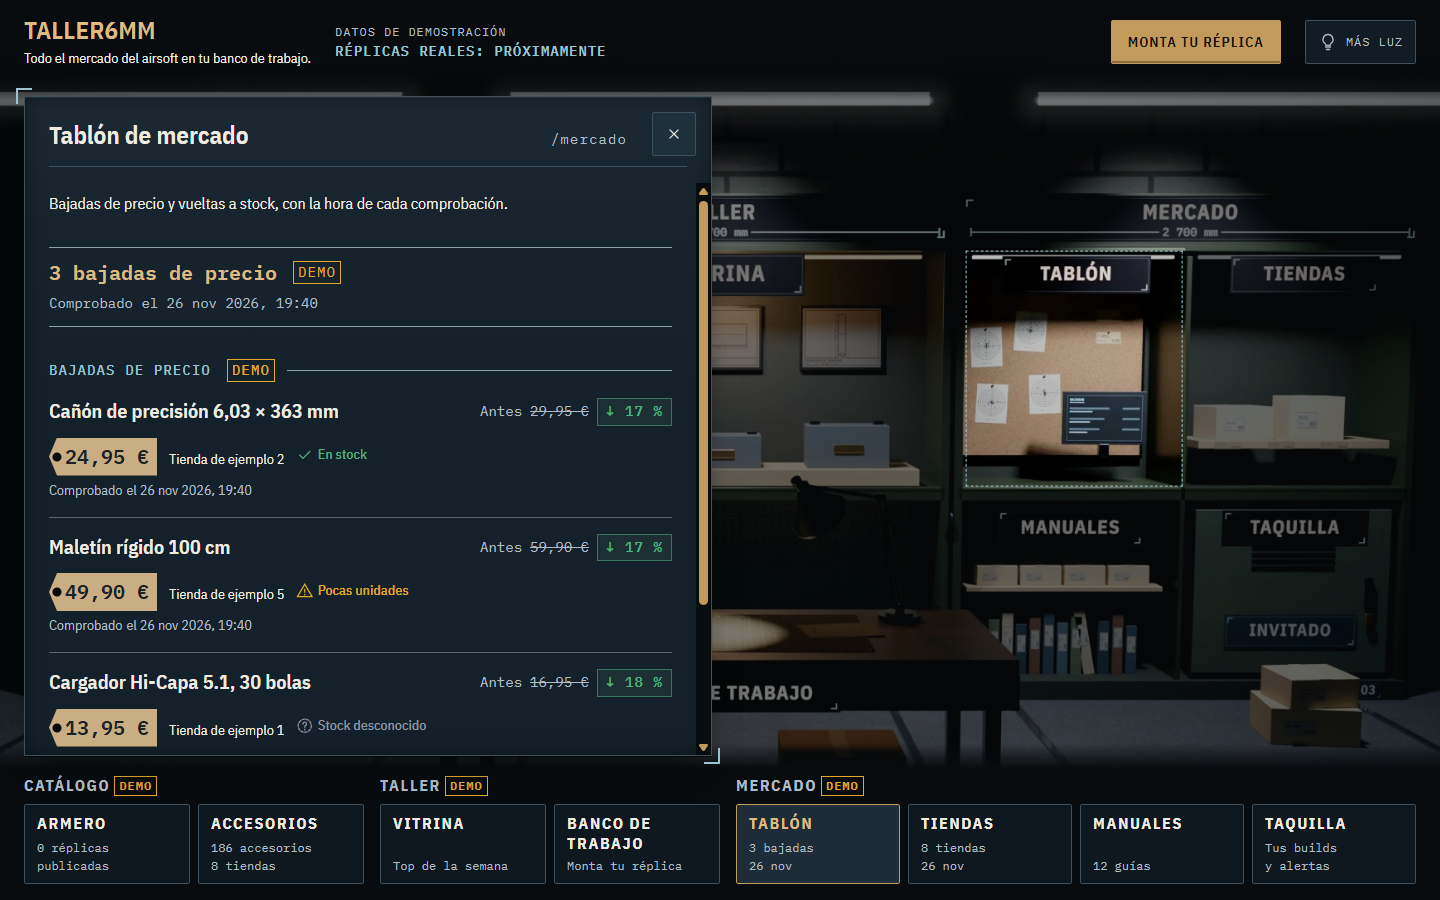 TALLER6MM
Todo el mercado del airsoft en tu banco de trabajo.
DATOS DE DEMOSTRACIÓN
RÉPLICAS REALES: PRÓXIMAMENTE
MONTA TU RÉPLICA
MÁS LUZ
Tablón de mercado
/mercado
Bajadas de precio y vueltas a stock, con la hora de cada comprobación.
3 bajadas de precio DEMO
Comprobado el 26 nov 2026, 19:40
BAJADAS DE PRECIO DEMO
Cañón de precisión 6,03 × 363 mm
Antes 29,95 € ↓ 17 %
24,95 € Tienda de ejemplo 2 En stock
Comprobado el 26 nov 2026, 19:40
Maletín rígido 100 cm
Antes 59,90 € ↓ 17 %
49,90 € Tienda de ejemplo 5 Pocas unidades
Comprobado el 26 nov 2026, 19:40
Cargador Hi-Capa 5.1, 30 bolas
Antes 16,95 € ↓ 18 %
13,95 € Tienda de ejemplo 1 Stock desconocido
LLER
700 mm
RINA
E TRABAJO
MERCADO
2 700 mm
TABLÓN
TIENDAS
MANUALES
TAQUILLA
INVITADO
03
CATÁLOGO DEMO
ARMERO
0 réplicas
publicadas
ACCESORIOS
186 accesorios
8 tiendas
TALLER DEMO
VITRINA
Top de la semana
BANCO DE
TRABAJO
Monta tu réplica
MERCADO DEMO
TABLÓN
3 bajadas
26 nov
TIENDAS
8 tiendas
26 nov
MANUALES
12 guías
TAQUILLA
Tus builds
y alertas